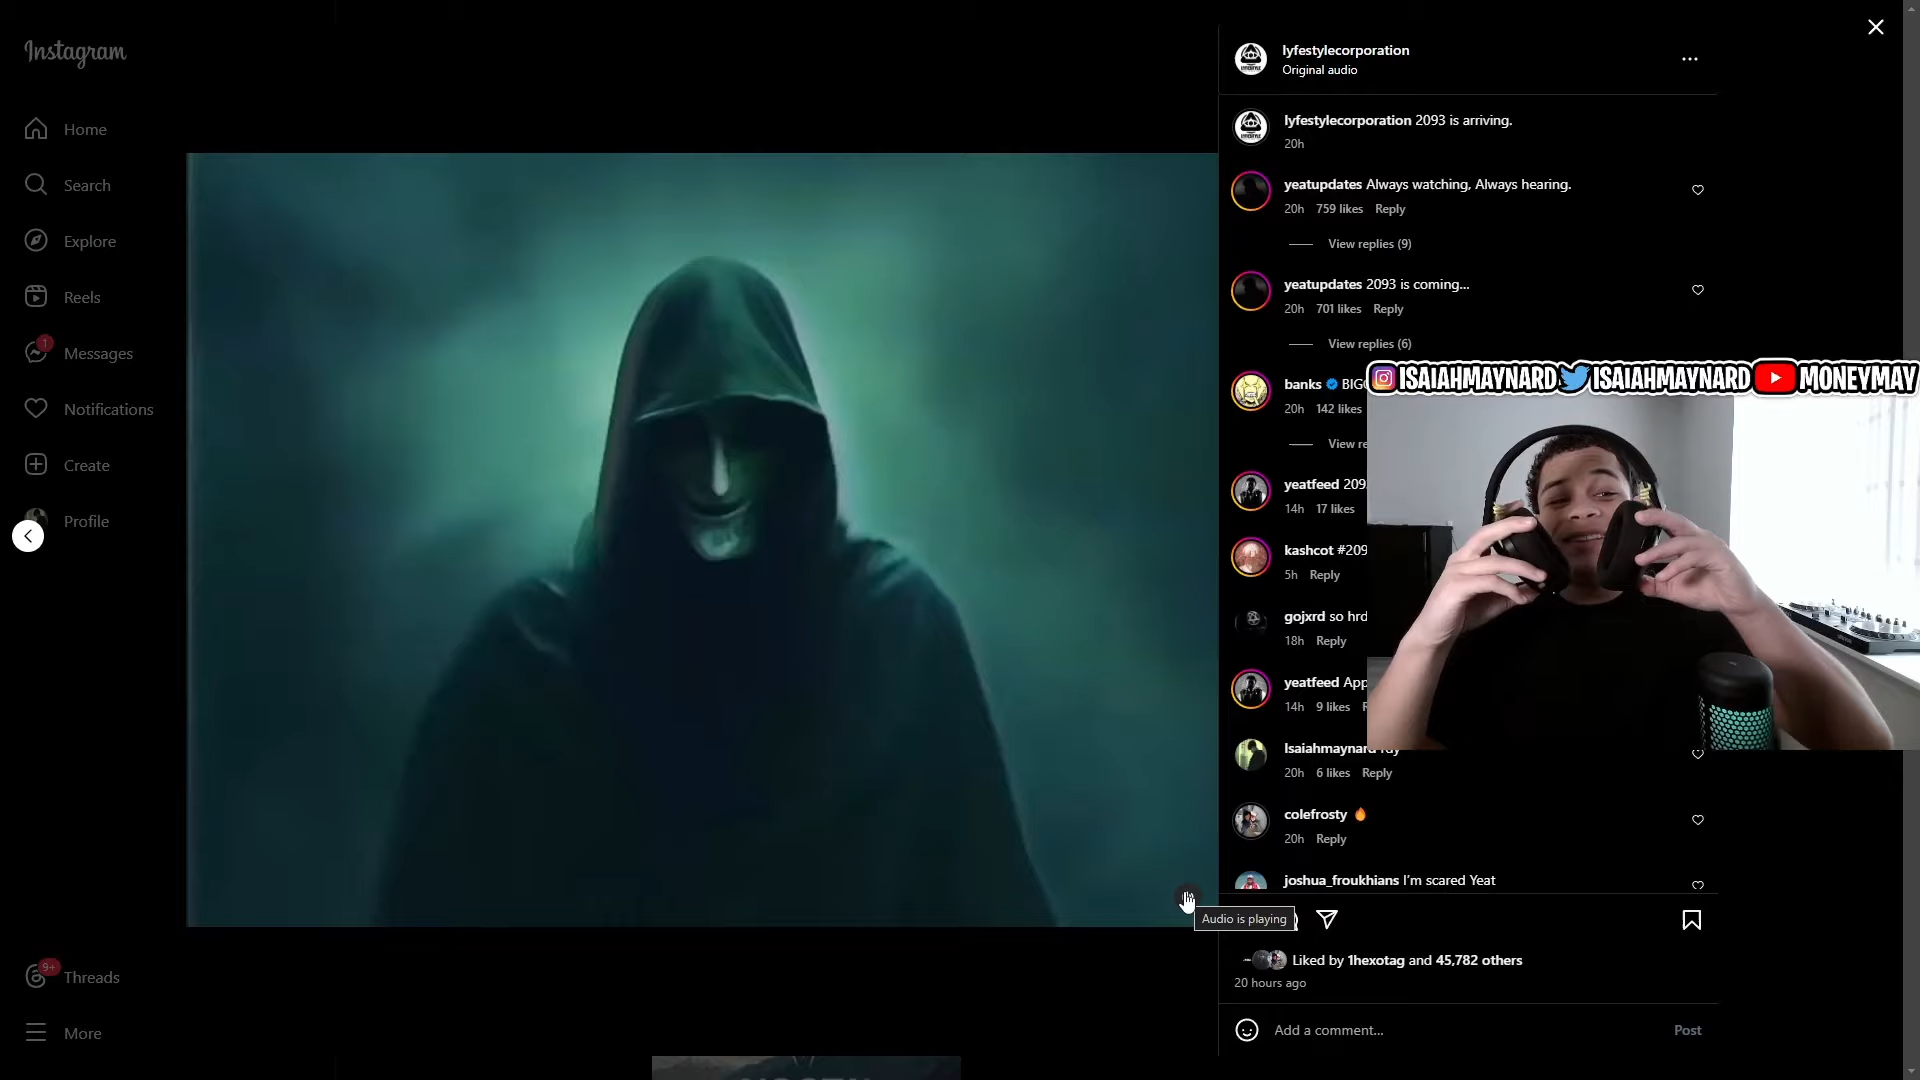 Instagram
Home
Search
Explore
Reels
1
Messages
Notifications
Create
Profile
9+
Threads
More
lyfestylecorporation
Original audio
lyfestylecorporation 2093 is arriving.
20h
yeatupdates Always watching, Always hearing.
20h 759 likes Reply
View replies (9)
yeatupdates 2093 is coming...
20h 701 likes Reply
View replies (6)
banks
20h 142 likes
View
yeatfeed
14h 17 likes
kashcot
5h Reply
gojxrd so hrd
18h Reply
yeatfeed
14h 9 likes
20h 6 likes Reply
colefrosty
20h Reply
joshua_froukhians I'm scared Yeat
ISAIAHMAYNARD ISAIAHMAYNARD MONEYMAY
Audio is playing
Liked by 1hexotag and 45,782 others
20 hours ago
Add a comment...
Post